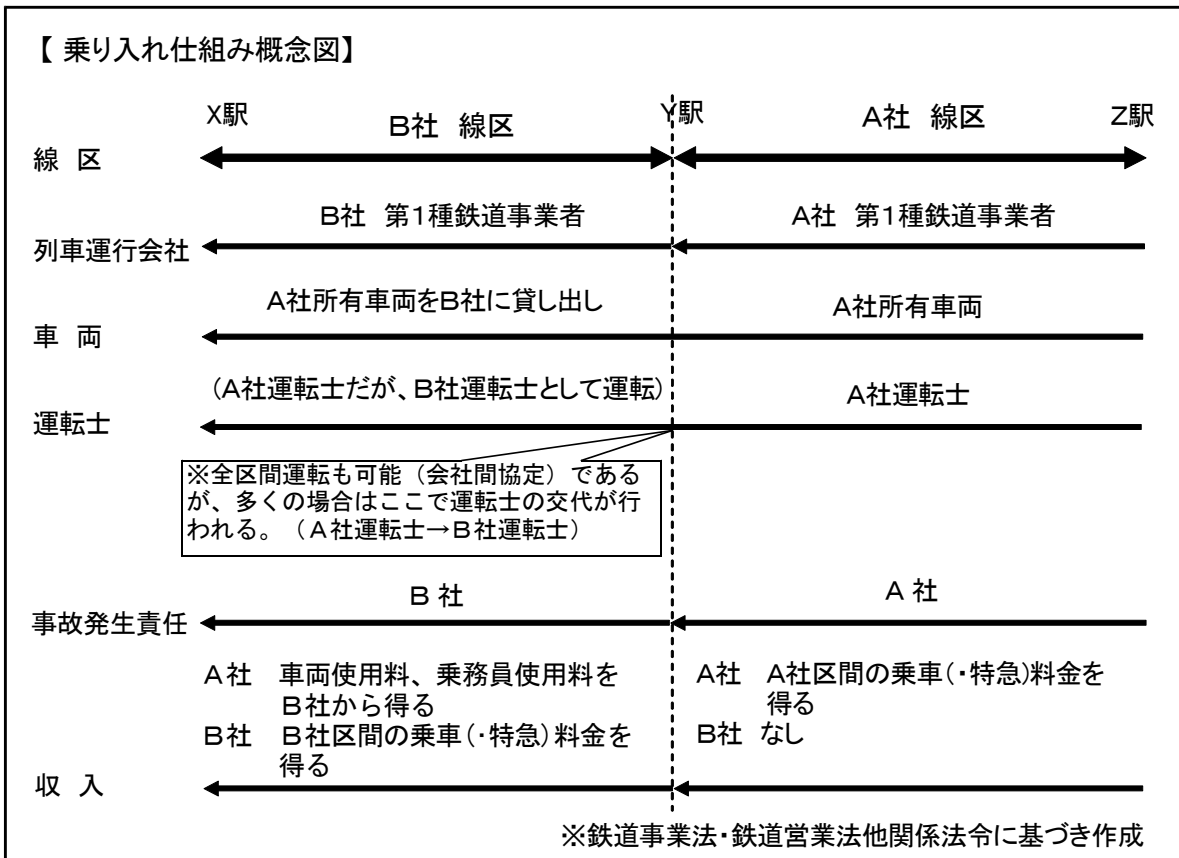 【 乗り入れ仕組み概念図】
X駅 B社 線区 Y駅 A社 線区 Z駅
線 区
B社 第1種鉄道事業者 A社 第1種鉄道事業者
列車運行会社
A社所有車両をB社に貸し出し A社所有車両
車 両
(A社運転士だが、B社運転士として運転) A社運転士
運転士
※全区間運転も可能（会社間協定）である
が、多くの場合はここで運転士の交代が行
われる。（A社運転士→B社運転士）
B 社 A 社
事故発生責任
A社 車両使用料、乗務員使用料を
B社から得る
B社 B社区間の乗車(・特急)料金を
得る
A社 A社区間の乗車(・特急)料金を
得る
B社 なし
収 入
※鉄道事業法・鉄道営業法他関係法令に基づき作成